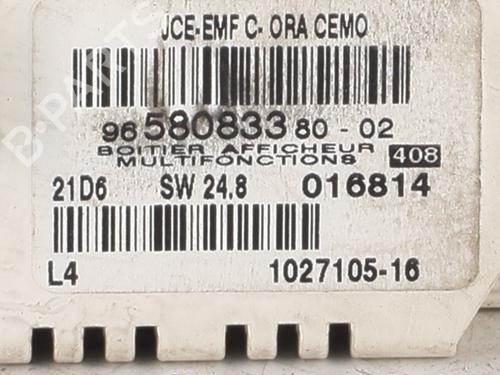 UCE-EMF C- ORA CEMO
96 580833 80 - 02
BOITIER AFFICHEUR
MULTIFONCTIONS 408
21D6 SW 24.8 016814
L4 1027105-16
B-PARTS